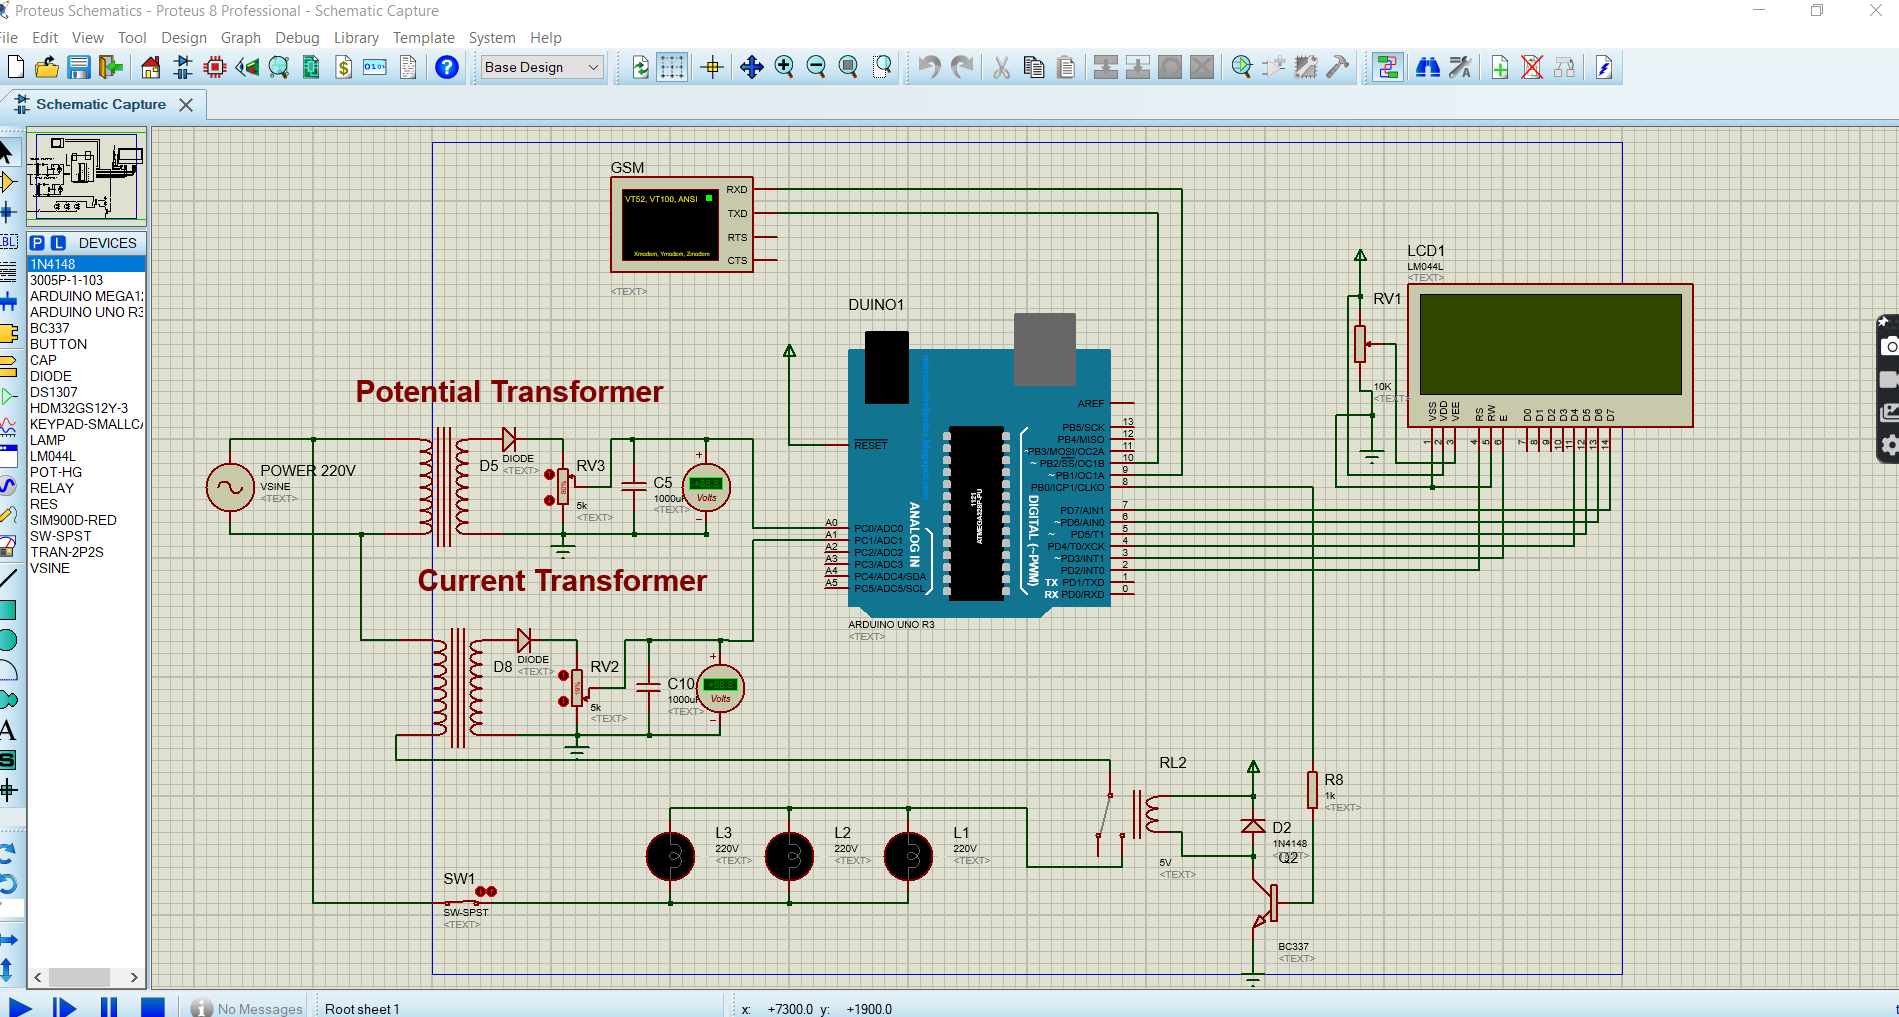 Proteus Schematics - Proteus 8 Professional - Schematic Capture
File Edit View Tool Design Graph Debug Library Template System Help
Base Design
Schematic Capture
P L DEVICES
1N4148
3005P-1-103
ARDUINO MEGA1
ARDUINO UNO R3
BC337
BUTTON
CAP
DIODE
DS1307
HDM32GS12Y-3
KEYPAD-SMALLC
LAMP
LM044L
POT-HG
RELAY
RES
SIM900D-RED
SW-SPST
TRAN-2P2S
VSINE
GSM
VT52, VT100, ANSI
Xmodem, Ymodem, Zmodem
RXD
TXD
RTS
CTS
<TEXT>
LCD1
LM044L
<TEXT>
RV1
10K
<TEXT>
VSS
VDD
VEE
RS
RW
E
D0
D1
D2
D3
D4
D5
D6
D7
1 2 3 4 5 6 7 8 9 10 11 12 13 14
DUINO1
RESET
AREF
PB5/SCK 13
PB4/MISO 12
~PB3/MOSI/OC2A 11
~PB2/SS/OC1B 10
~PB1/OC1A 9
PB0/ICP1/CLKO 8
PD7/AIN1 7
~PD6/AIN0 6
~PD5/T1 5
PD4/T0/XCK 4
~PD3/INT1 3
PD2/INT0 2
TX PD1/TXD 1
RX PD0/RXD 0
A0 PC0/ADC0
A1 PC1/ADC1
A2 PC2/ADC2
A3 PC3/ADC3
A4 PC4/ADC4/SDA
A5 PC5/ADC5/SCL
ANALOG IN
DIGITAL (~PWM)
1121
ATMEGA328P-PU
ARDUINO UNO R3
<TEXT>
Potential Transformer
POWER 220V
VSINE
<TEXT>
D5
DIODE
<TEXT>
RV3
5k
<TEXT>
C5
1000uF
<TEXT>
Volts
Current Transformer
D8
DIODE
<TEXT>
RV2
5k
<TEXT>
C10
1000uF
<TEXT>
Volts
RL2
5V
<TEXT>
R8
1k
<TEXT>
D2
1N4148
<TEXT>
Q2
BC337
<TEXT>
L3
220V
<TEXT>
L2
220V
<TEXT>
L1
220V
<TEXT>
SW1
SW-SPST
<TEXT>
No Messages
Root sheet 1
x: +7300.0 y: +1900.0